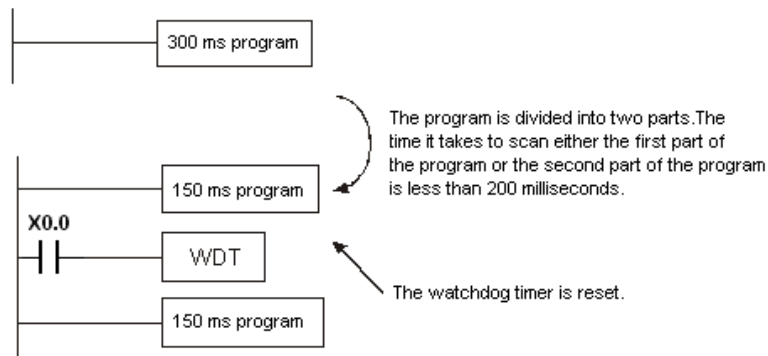 300 ms program
The program is divided into two parts.The
time it takes to scan either the first part of
the program or the second part of the program
is less than 200 milliseconds.
150 ms program
X0.0
WDT
The watchdog timer is reset.
150 ms program